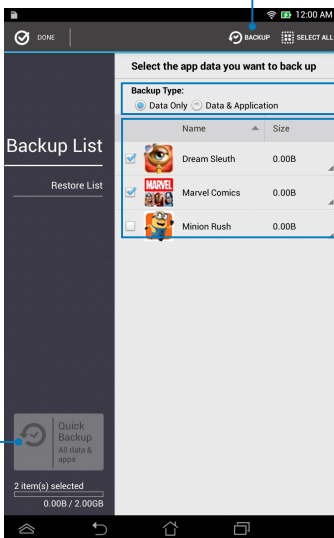 12:00 AM
DONE
BACKUP
SELECT ALL
Select the app data you want to back up
Backup Type:
Data Only
Data & Application
Name
Size
Backup List
Dream Sleuth
0.00B
Restore List
MARVEL
Marvel Comics
0.00B
Minion Rush
0.00B
Quick
Backup
All data &
apps
2 item(s) selected
0.00B / 2.00GB